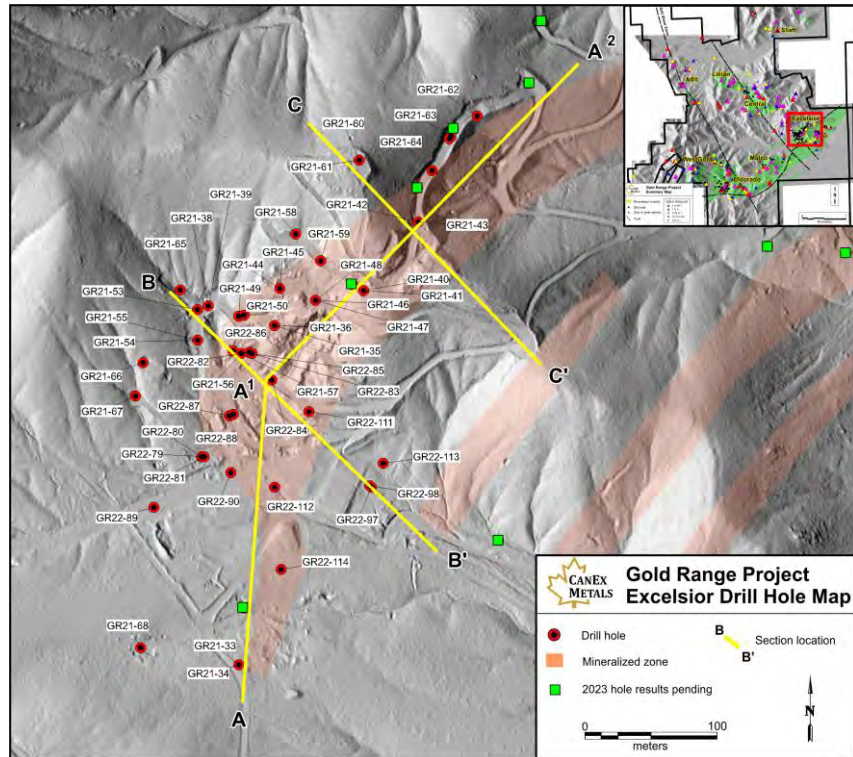 A²
C
GR21-62
GR21-63
GR21-64
GR21-60
GR21-61
GR21-42
GR21-43
GR21-39
GR21-38
GR21-65
GR21-58
GR21-59
GR21-45
GR21-44
GR21-48
GR21-40
GR21-41
B
GR21-53
GR21-49
GR21-50
GR21-46
GR21-47
GR21-55
GR22-86
GR21-36
GR21-54
GR22-82
GR21-35
GR22-85
GR22-83
GR21-66
GR21-56
A¹
GR21-57
C'
GR21-67
GR22-87
GR22-84
GR22-111
GR22-80
GR22-88
GR22-79
GR22-81
GR22-113
GR22-90
GR22-112
GR22-98
GR22-89
GR22-97
B'
GR22-114
GR21-68
GR21-33
GR21-34
A
Shaft
Adit
Central
Excelsior
Malco
Eldorado
Gold Range Project
CANEX
METALS
Gold Range Project
Excelsior Drill Hole Map
Drill hole
B
B'
Section location
Mineralized zone
2023 hole results pending
0
100
meters
N